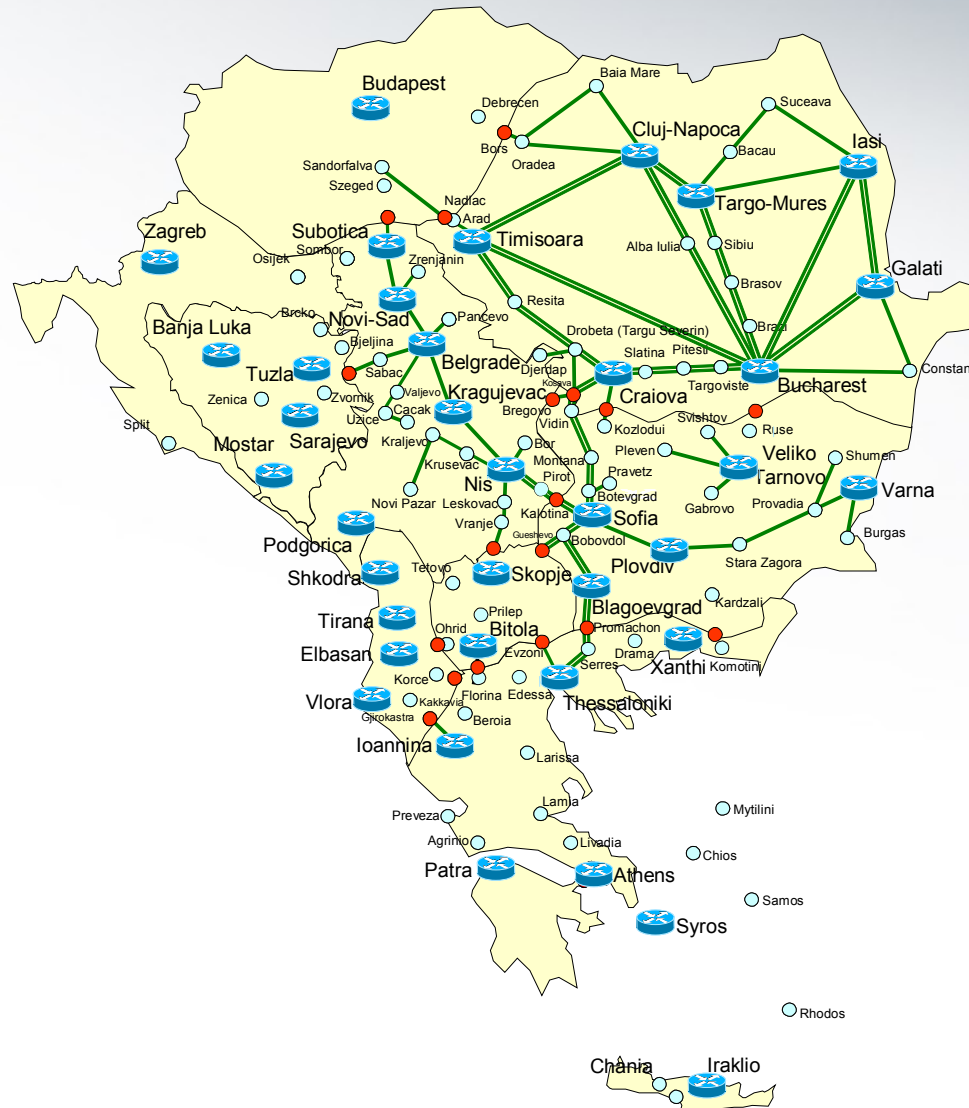 Budapest
Baia Mare
Debrecen
Suceava
Cluj-Napoca
Iasi
Bors
Oradea
Bacau
Sandorfalva
Szeged
Nadlac
Arad
Targo-Mures
Zagreb
Subotica
Timisoara
Alba Iulia
Sibiu
Sombor
Osijek
Zrenjanin
Galati
Brasov
Resita
Brcko
Novi-Sad
Pancevo
Banja Luka
Bjeljina
Drobeta (Targu Severin)
Brazi
Belgrade
Djerdap
Slatina
Pitesti
Tuzla
Sabac
Kosava
Targoviste
Bucharest
Constan
Zenica
Zvornik
Valjevo
Kragujevac
Bregovo
Craiova
Split
Sarajevo
Uzice
Cacak
Vidin
Kozlodui
Svishtov
Ruse
Mostar
Kraljevo
Bor
Krusevac
Montana
Pleven
Veliko
Tarnovo
Shumen
Nis
Pirot
Pravetz
Novi Pazar
Leskovac
Botevgrad
Gabrovo
Provadia
Varna
Vranje
Kalotina
Sofia
Podgorica
Gueshevo
Bobovdol
Plovdiv
Stara Zagora
Burgas
Shkodra
Tetovo
Skopje
Blagoevgrad
Kardzali
Tirana
Prilep
Ohrid
Bitola
Promachon
Elbasan
Evzoni
Drama
Xanthi
Komotini
Serres
Korce
Florina
Edessa
Thessaloniki
Vlora
Kakkavia
Gjirokastra
Beroia
Ioannina
Larissa
Preveza
Lamia
Mytilini
Agrinio
Livadia
Chios
Patra
Athens
Samos
Syros
Rhodos
Chania
Iraklio